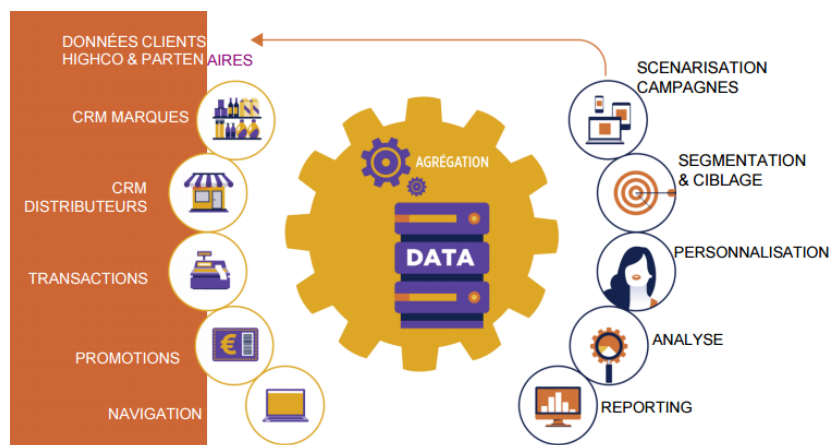 DONNÉES CLIENTS
HIGHCO & PARTENAIRES
CRM MARQUES
CRM
DISTRIBUTEURS
TRANSACTIONS
€
PROMOTIONS
NAVIGATION
AGRÉGATION
DATA
SCENARISATION
CAMPAGNES
SEGMENTATION
& CIBLAGE
PERSONNALISATION
ANALYSE
REPORTING